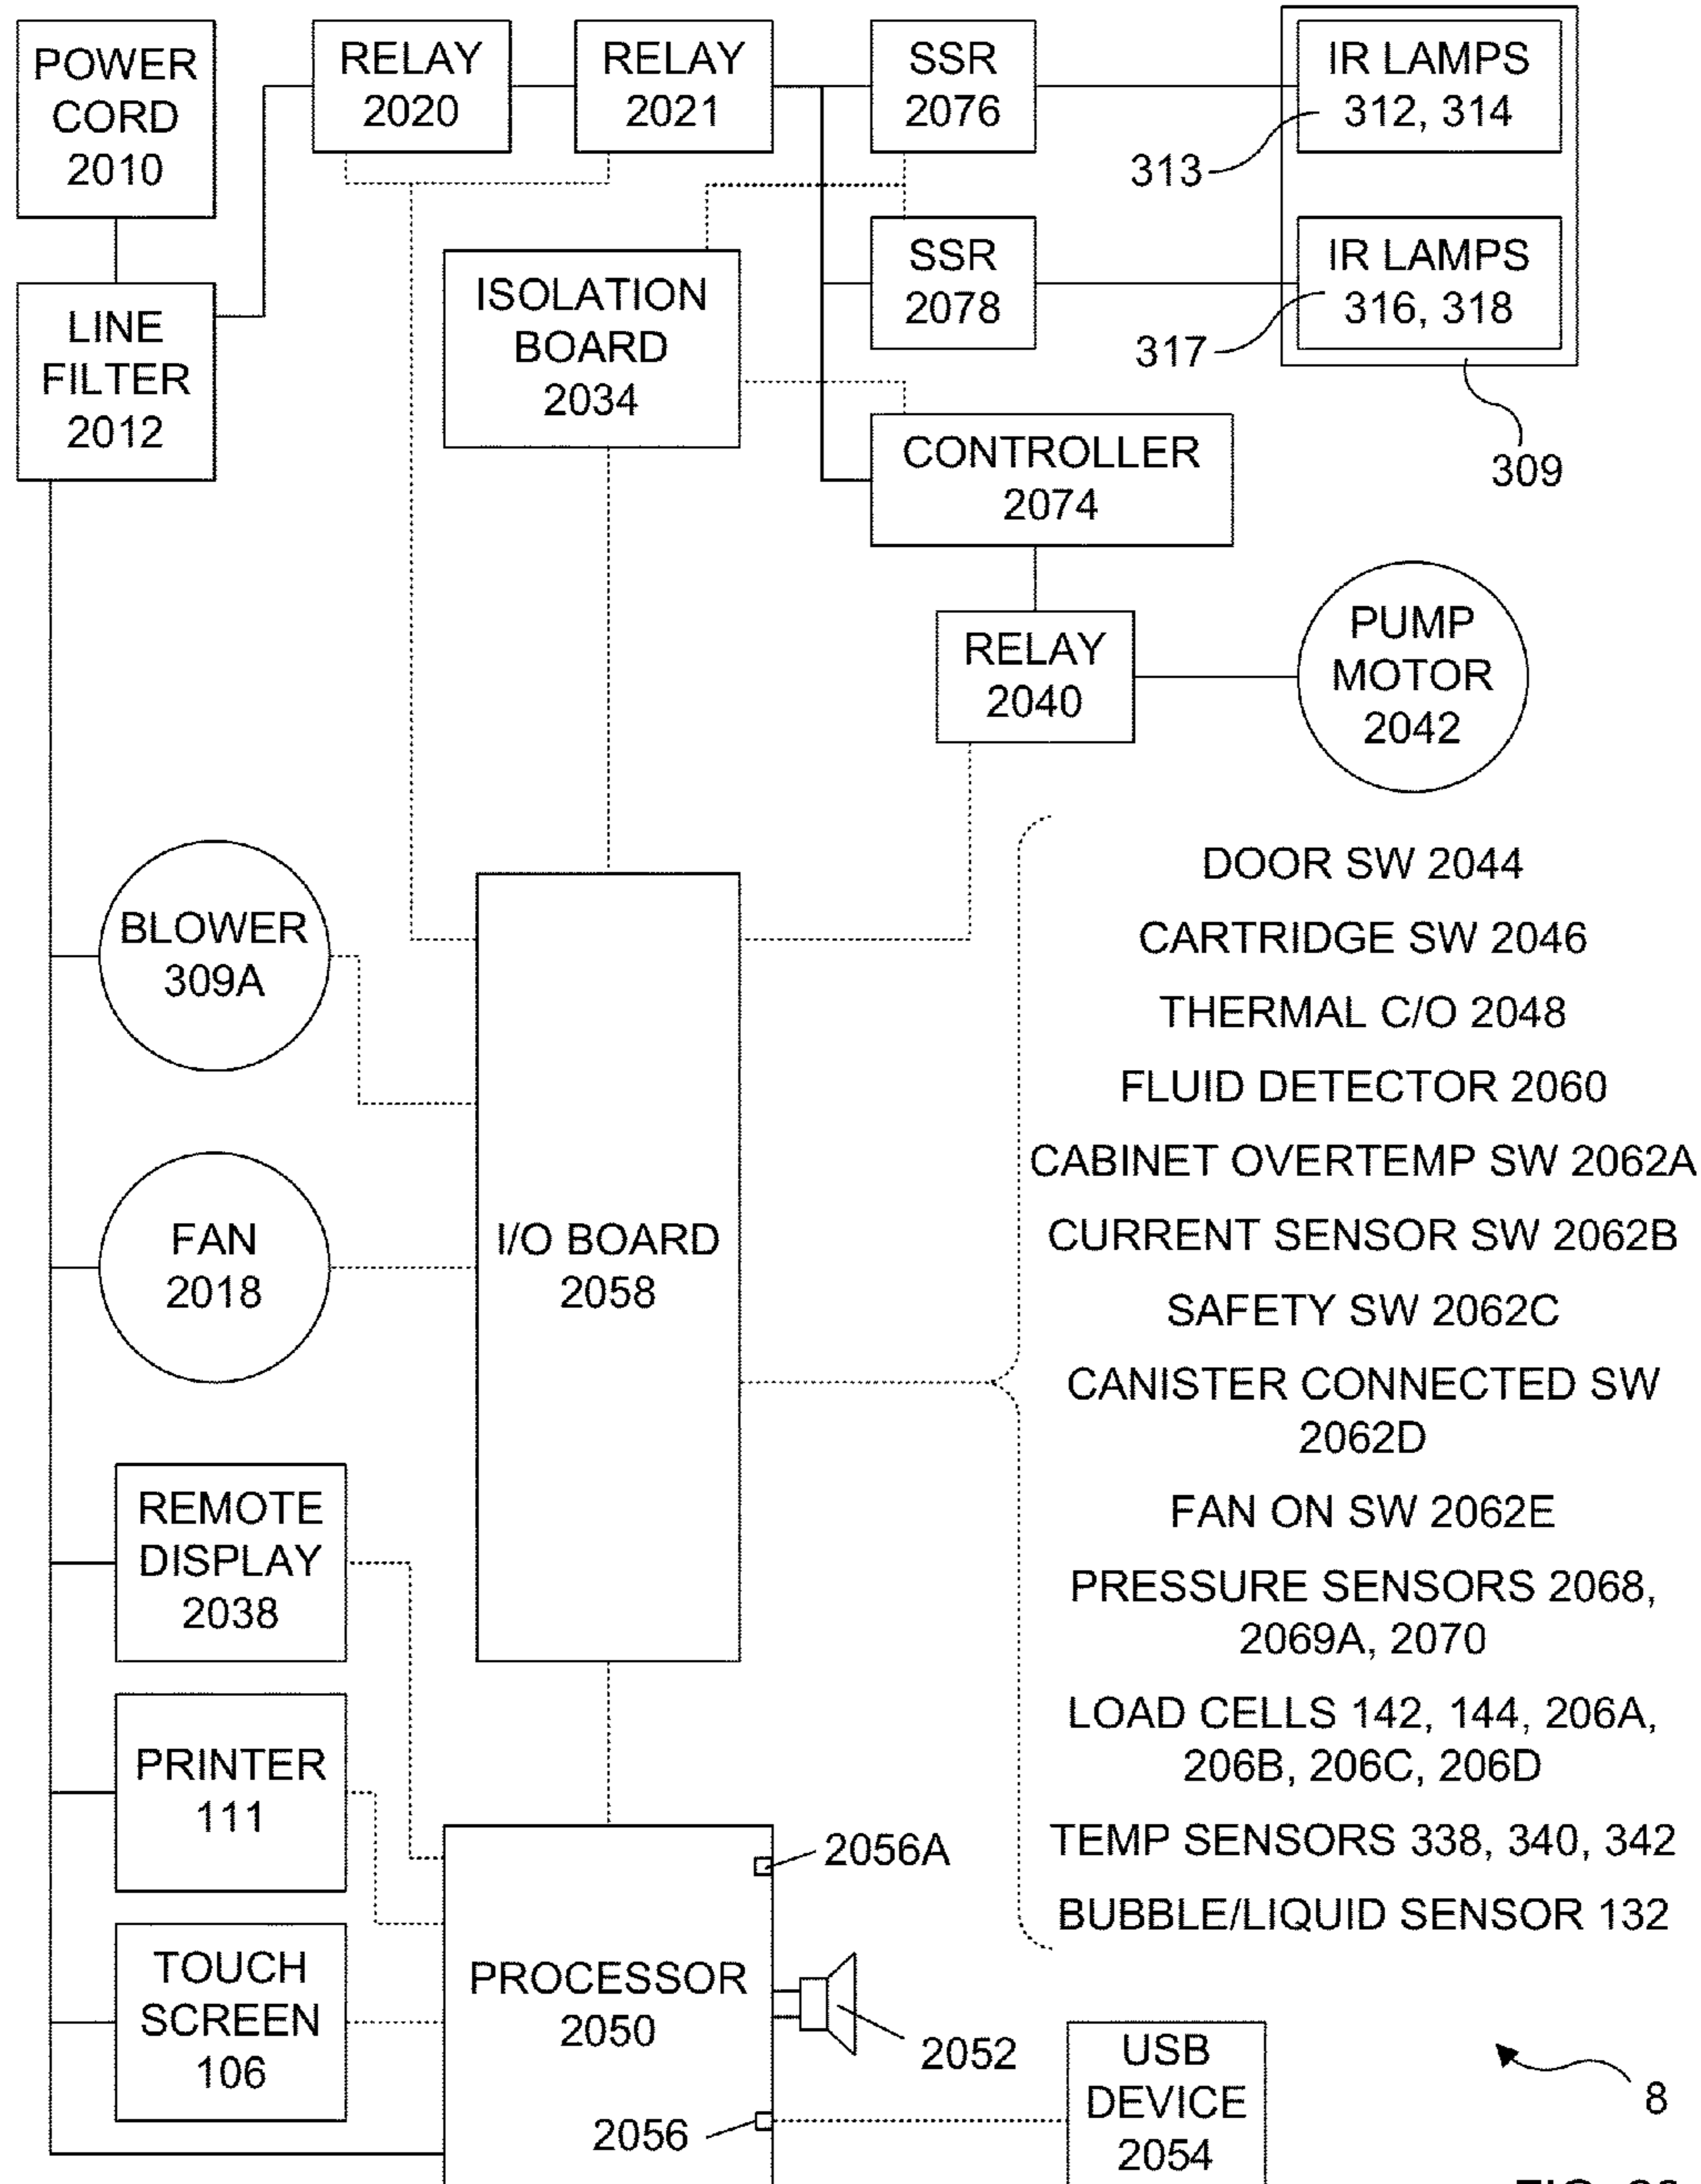 POWER
CORD
2010
RELAY
2020
RELAY
2021
SSR
2076
IR LAMPS
312, 314
313
LINE
FILTER
2012
ISOLATION
BOARD
2034
SSR
2078
IR LAMPS
316, 318
317
309
CONTROLLER
2074
RELAY
2040
PUMP
MOTOR
2042
BLOWER
309A
FAN
2018
I/O BOARD
2058
DOOR SW 2044
CARTRIDGE SW 2046
THERMAL C/O 2048
FLUID DETECTOR 2060
CABINET OVERTEMP SW 2062A
CURRENT SENSOR SW 2062B
SAFETY SW 2062C
CANISTER CONNECTED SW
2062D
FAN ON SW 2062E
PRESSURE SENSORS 2068,
2069A, 2070
LOAD CELLS 142, 144, 206A,
206B, 206C, 206D
TEMP SENSORS 338, 340, 342
BUBBLE/LIQUID SENSOR 132
REMOTE
DISPLAY
2038
PRINTER
111
TOUCH
SCREEN
106
PROCESSOR
2050
2056A
2052
2056
USB
DEVICE
2054
8